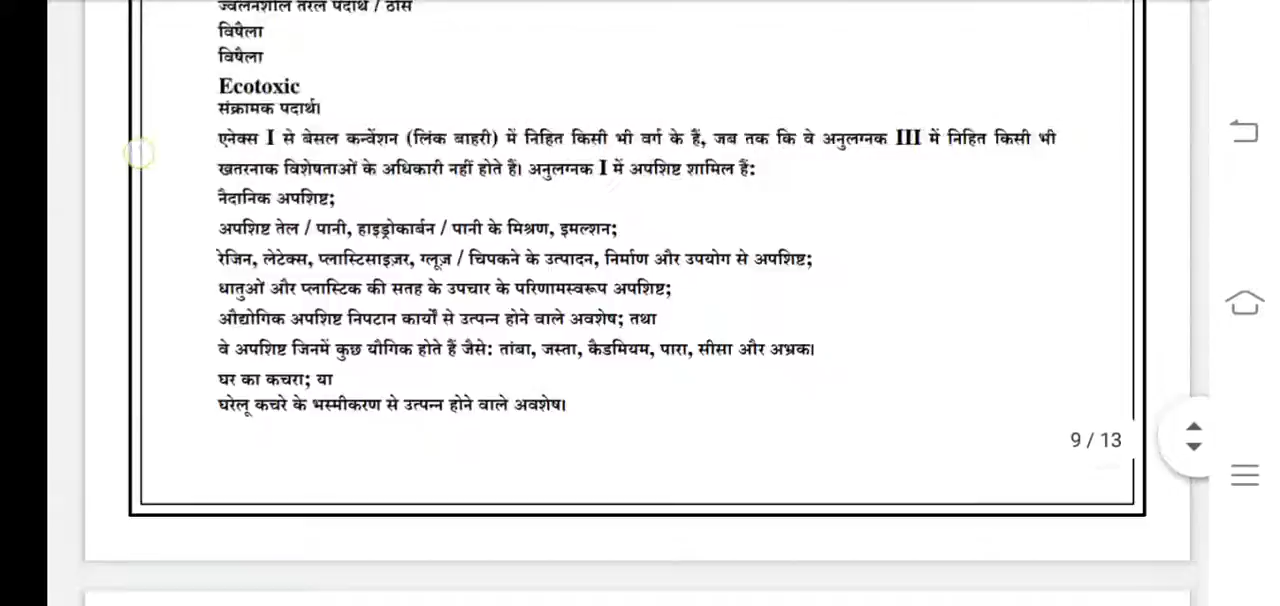 ज्वलनशील तरल पदार्थ / ठोस
विषैला
विषैला
Ecotoxic
संक्रामक पदार्थ।
एनेक्स I से बेसल कन्वेंशन (लिंक बाहरी) में निहित किसी भी वर्ग के हैं, जब तक कि वे अनुलग्नक III में निहित किसी भी
खतरनाक विशेषताओं के अधिकारी नहीं होते हैं। अनुलग्नक I में अपशिष्ट शामिल हैं:
नैदानिक अपशिष्ट;
अपशिष्ट तेल / पानी, हाइड्रोकार्बन / पानी के मिश्रण, इमल्शन;
रेजिन, लेटेक्स, प्लास्टिसाइज़र, ग्लूज़ / चिपकने के उत्पादन, निर्माण और उपयोग से अपशिष्ट;
धातुओं और प्लास्टिक की सतह के उपचार के परिणामस्वरूप अपशिष्ट;
औद्योगिक अपशिष्ट निपटान कार्यों से उत्पन्न होने वाले अवशेष; तथा
वे अपशिष्ट जिनमें कुछ यौगिक होते हैं जैसे: तांबा, जस्ता, कैडमियम, पारा, सीसा और अभ्रक।
घर का कचरा; या
घरेलू कचरे के भस्मीकरण से उत्पन्न होने वाले अवशेष।
9 / 13